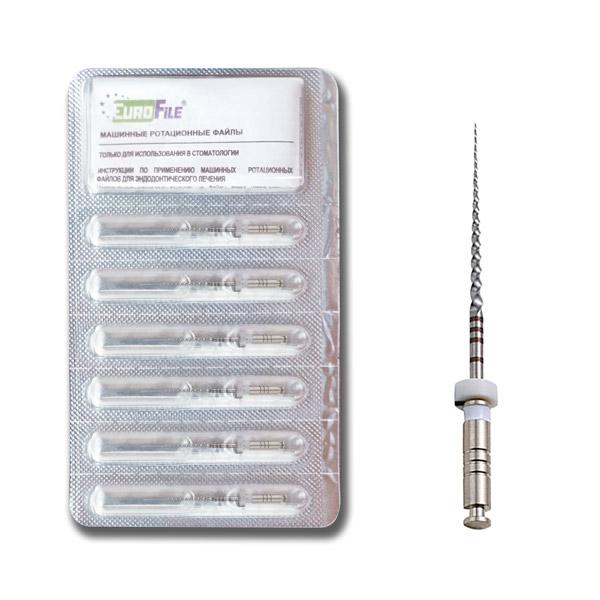 EUROFILE®
МАШИННЫЕ РОТАЦИОННЫЕ ФАЙЛЫ
ТОЛЬКО ДЛЯ ИСПОЛЬЗОВАНИЯ В СТОМАТОЛОГИИ
ИНСТРУКЦИИ ПО ПРИМЕНЕНИЮ МАШИННЫХ РОТАЦИОННЫХ
ФАЙЛОВ ДЛЯ ЭНДОДОНТИЧЕСКОГО ЛЕЧЕНИЯ